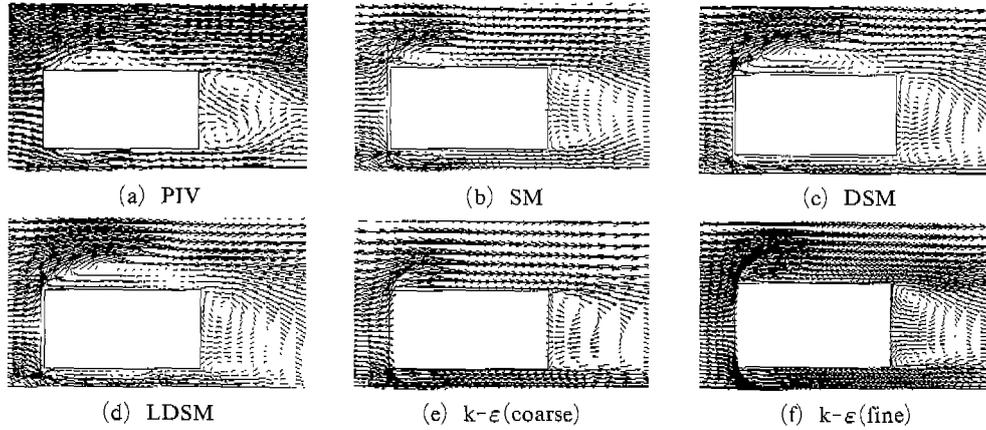 (a) PIV
(b) SM
(c) DSM
(d) LDSM
(e) k-ε(coarse)
(f) k-ε(fine)